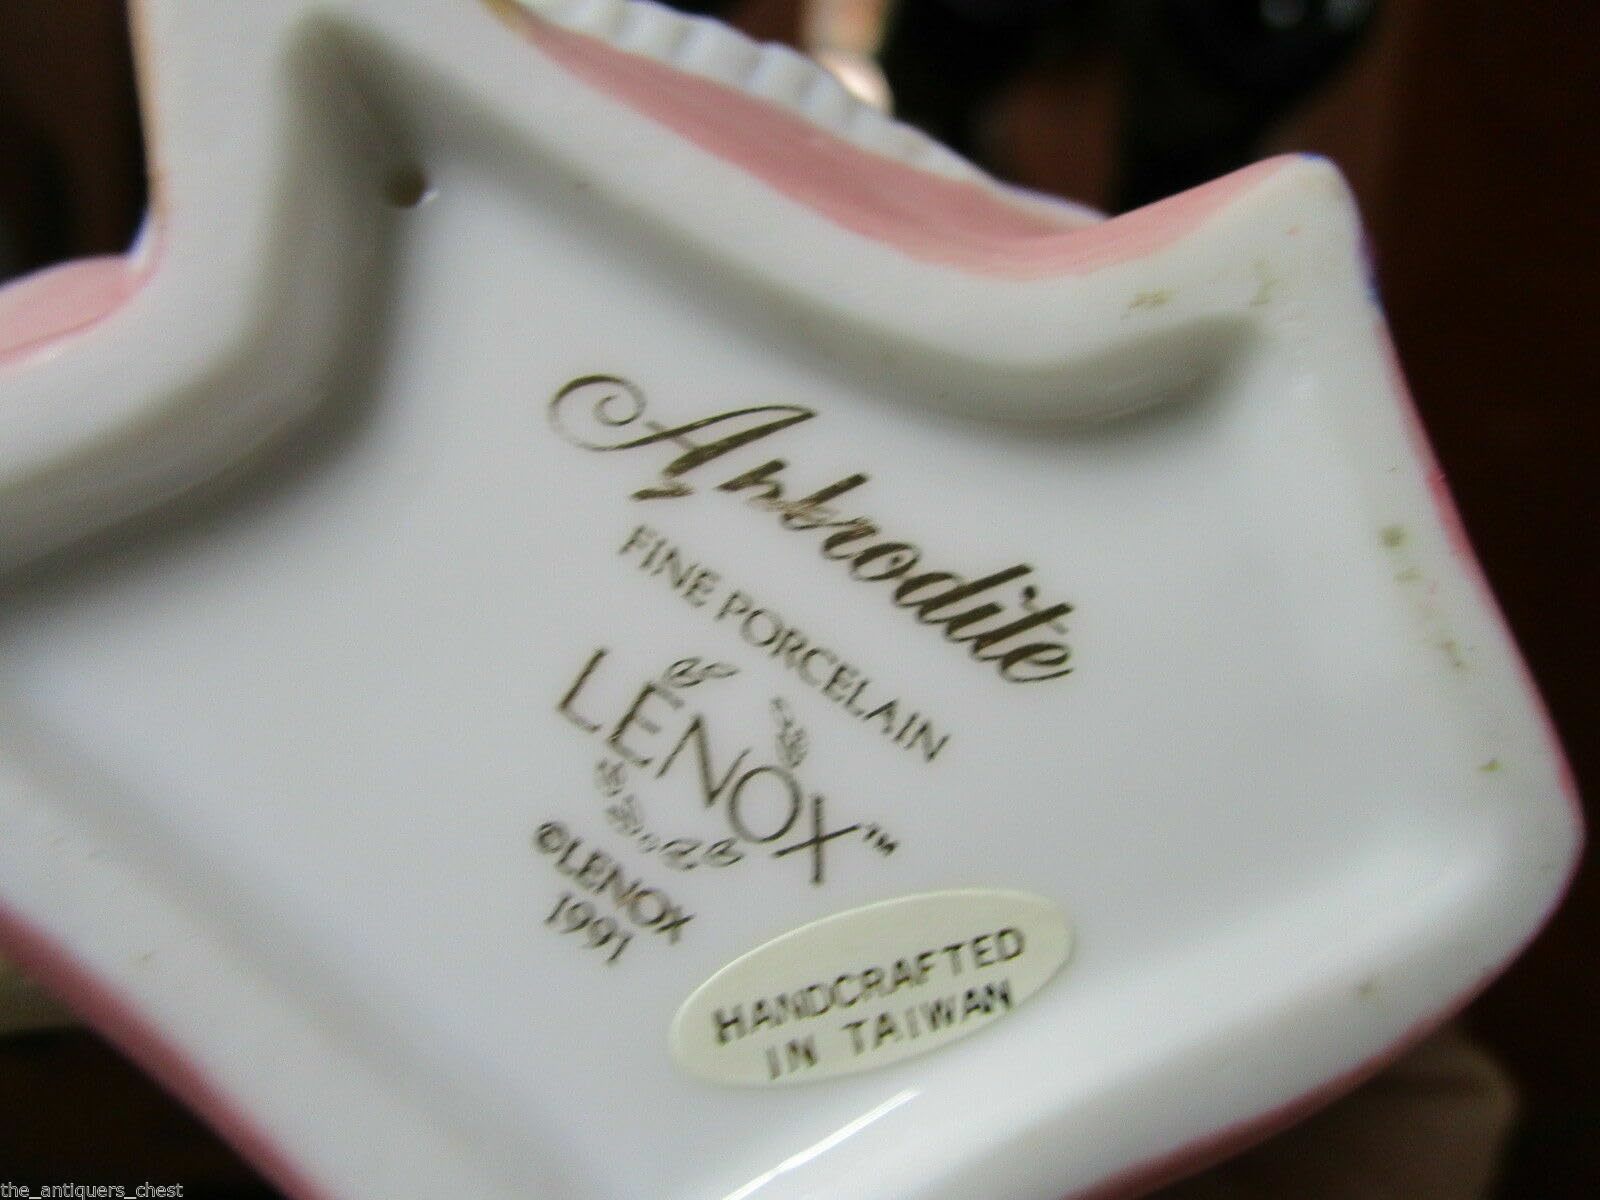 Aphrodite
FINE PORCELAIN
LENOX™
©LENOX
1991
HANDCRAFTED
IN TAIWAN
the_antiquers_chest